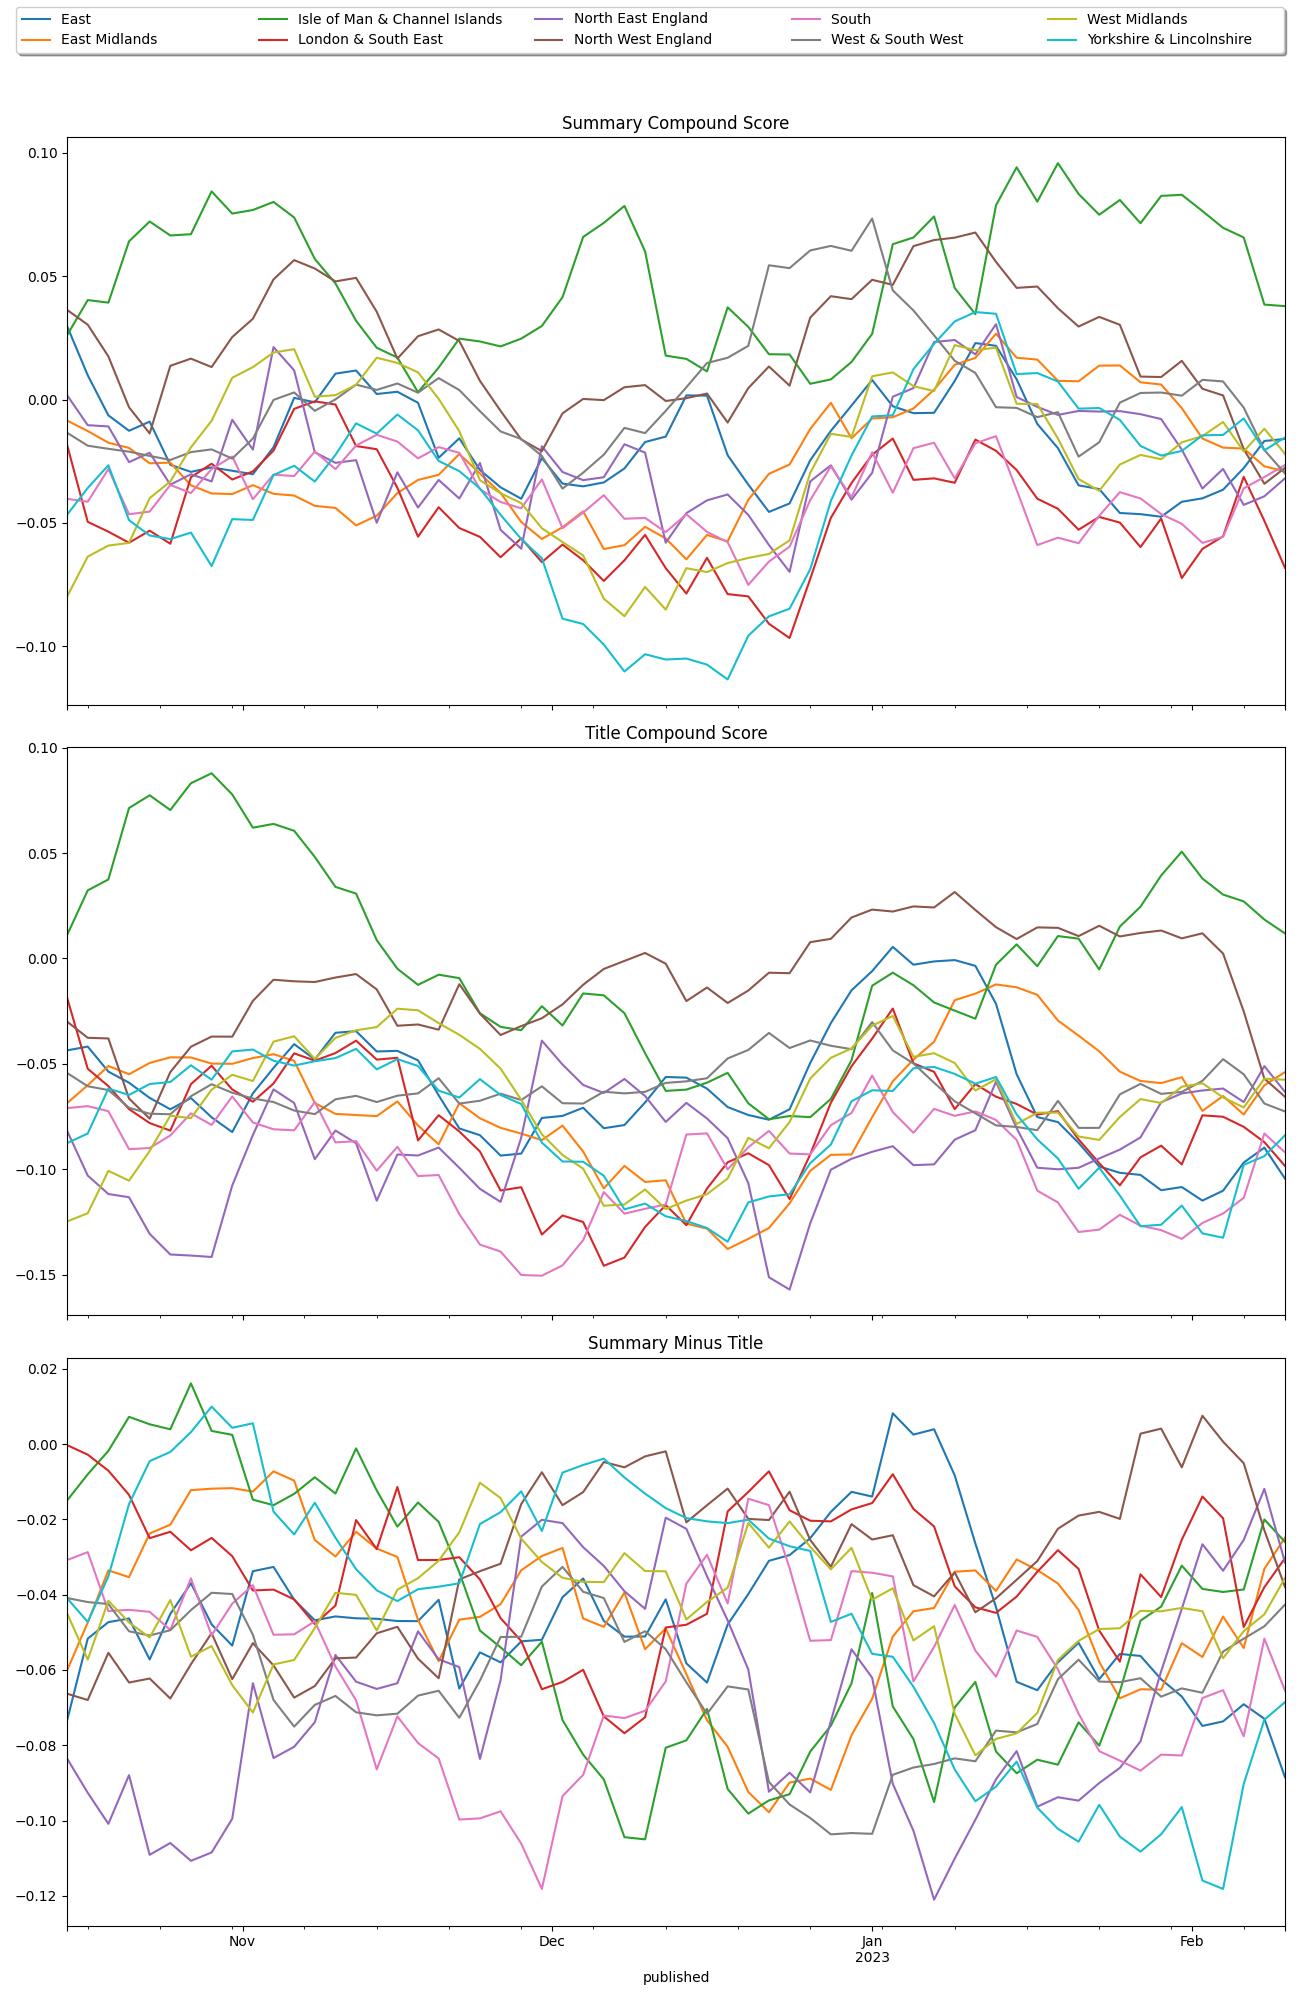 East
Isle of Man & Channel Islands
North East England
South
West Midlands
East Midlands
London & South East
North West England
West & South West
Yorkshire & Lincolnshire
Summary Compound Score
0.10
0.05
0.00
−0.05
−0.10
Title Compound Score
0.10
0.05
0.00
−0.05
−0.10
−0.15
Summary Minus Title
0.02
0.00
−0.02
−0.04
−0.06
−0.08
−0.10
−0.12
Nov
Dec
Jan
2023
Feb
published